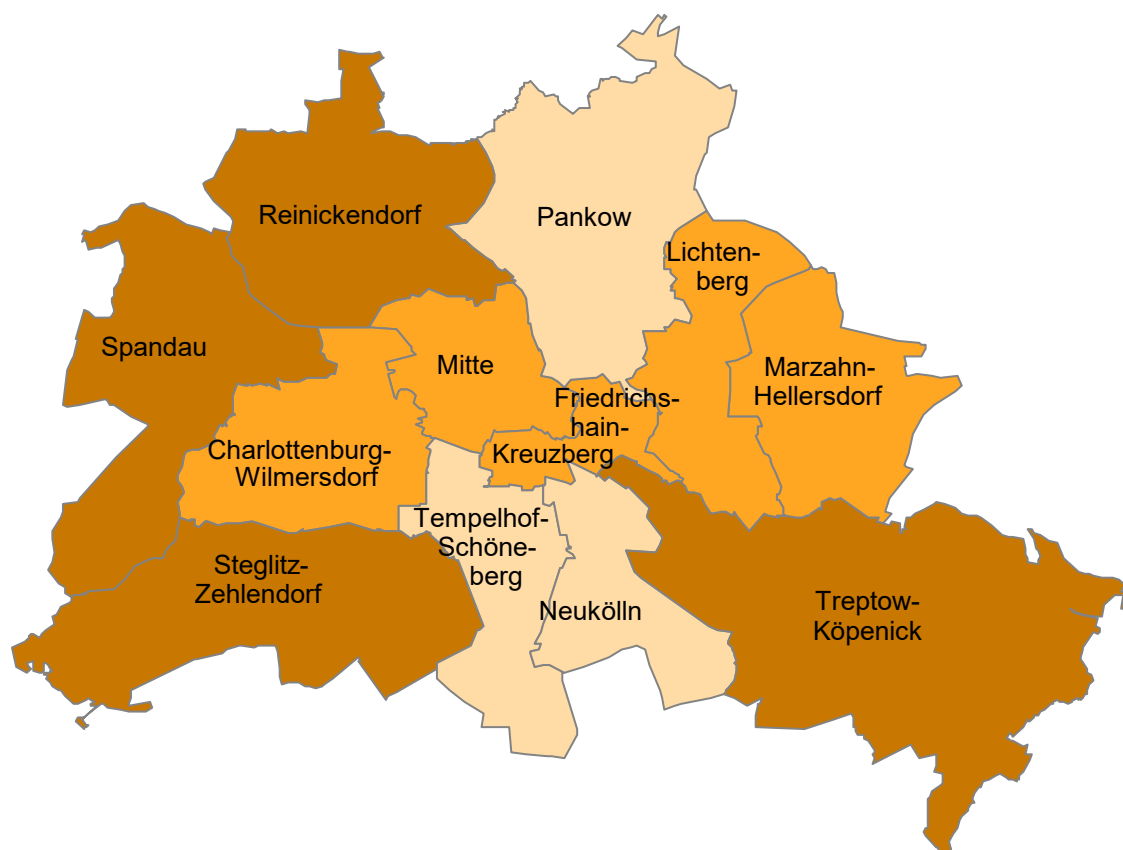 Reinickendorf
Pankow
Lichten-
berg
Spandau
Mitte
Marzahn-
Hellersdorf
Friedrichs-
hain-
Kreuzberg
Charlottenburg-
Wilmersdorf
Tempelhof-
Schöne-
berg
Steglitz-
Zehlendorf
Neukölln
Treptow-
Köpenick